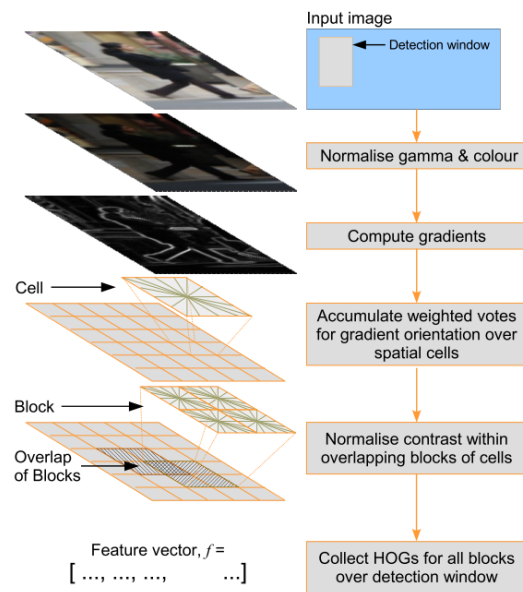 Input image
Detection window
Normalise gamma & colour
Compute gradients
Cell
Accumulate weighted votes
for gradient orientation over
spatial cells
Block
Normalise contrast within
overlapping blocks of cells
Overlap
of Blocks
Feature vector, f =
[ ..., ..., ..., ...]
Collect HOGs for all blocks
over detection window